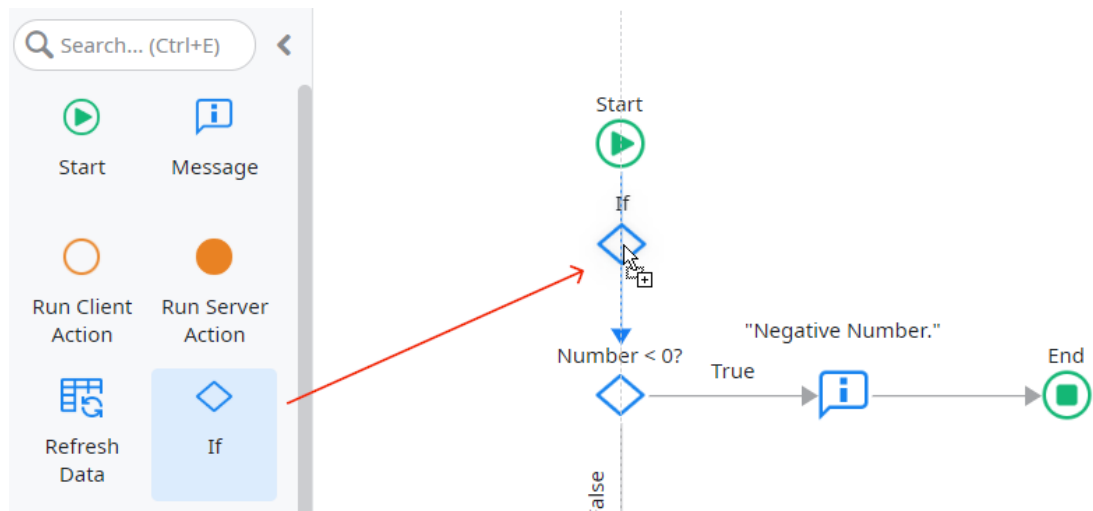 Search... (Ctrl+E)
Start
Message
Run Client
Action
Run Server
Action
Refresh
Data
If
Start
If
Number < 0?
True
"Negative Number."
End
alse